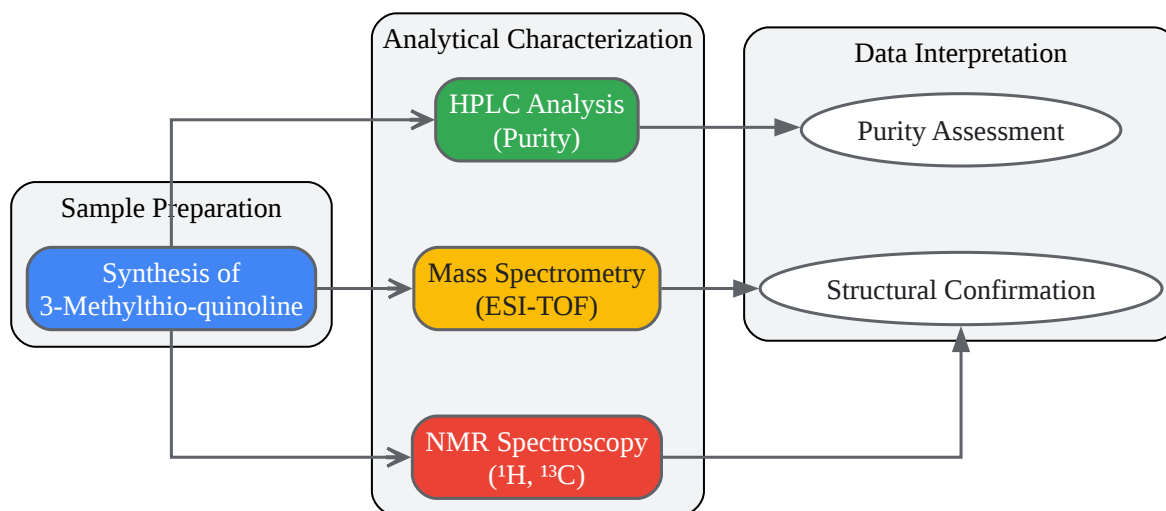 Analytical Characterization
Data Interpretation
HPLC Analysis
(Purity)
Purity Assessment
Sample Preparation
Synthesis of
3-Methylthio-quinoline
Mass Spectrometry
(ESI-TOF)
Structural Confirmation
NMR Spectroscopy
(¹H, ¹³C)